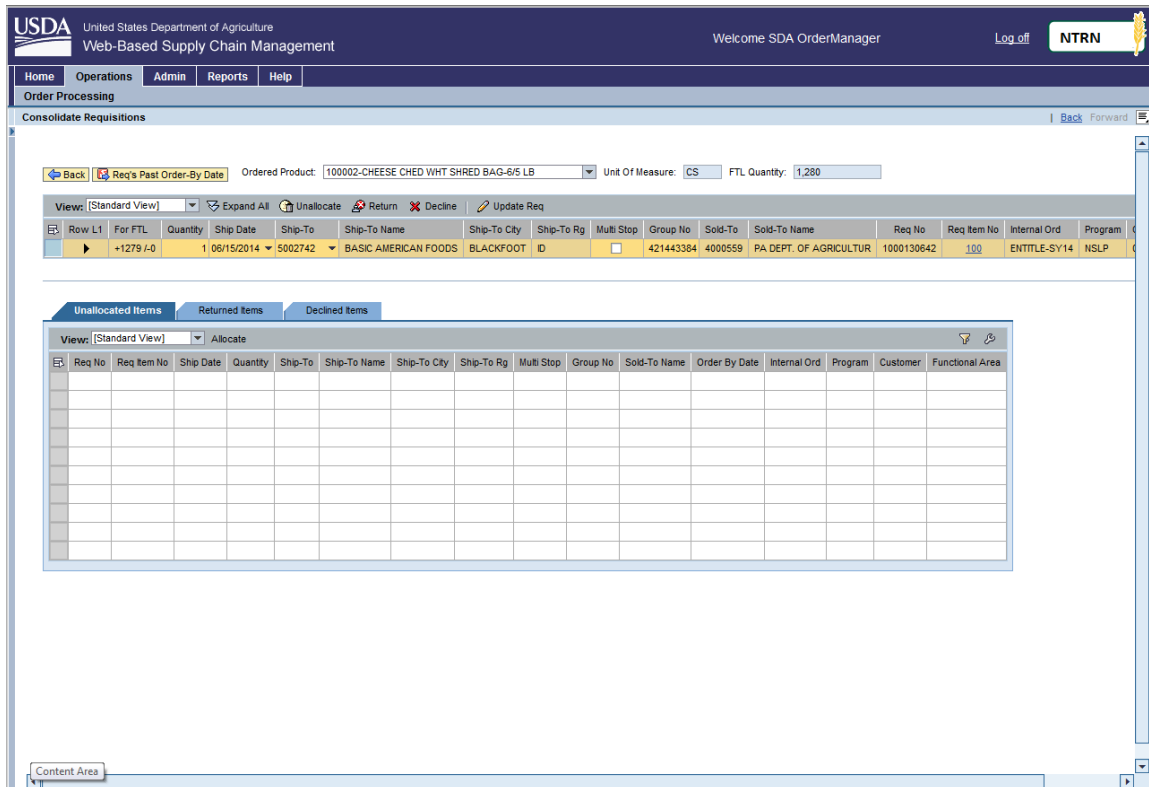 USDA United States Department of Agriculture
Web-Based Supply Chain Management Welcome SDA OrderManager Log off NTRN
Home Operations Admin Reports Help
Order Processing
Consolidate Requisitions | Back Forward
Back Req's Past Order-By Date Ordered Product: 100002-CHEESE CHED WHT SHRED BAG-6/5 LB Unit Of Measure: CS FTL Quantity: 1,280
View: [Standard View] Expand All Unallocate Return Decline Update Req
Row L1 For FTL Quantity Ship Date Ship-To Ship-To Name Ship-To City Ship-To Rg Multi Stop Group No Sold-To Sold-To Name Req No Req Item No Internal Ord Program
+1279 /-0 1 06/15/2014 5002742 BASIC AMERICAN FOODS BLACKFOOT ID 421443384 4000559 PA DEPT. OF AGRICULTUR 1000130642 100 ENTITLE-SY14 NSLP
Unallocated Items Returned Items Declined Items
View: [Standard View] Allocate
Req No Req Item No Ship Date Quantity Ship-To Ship-To Name Ship-To City Ship-To Rg Multi Stop Group No Sold-To Name Order By Date Internal Ord Program Customer Functional Area
Content Area